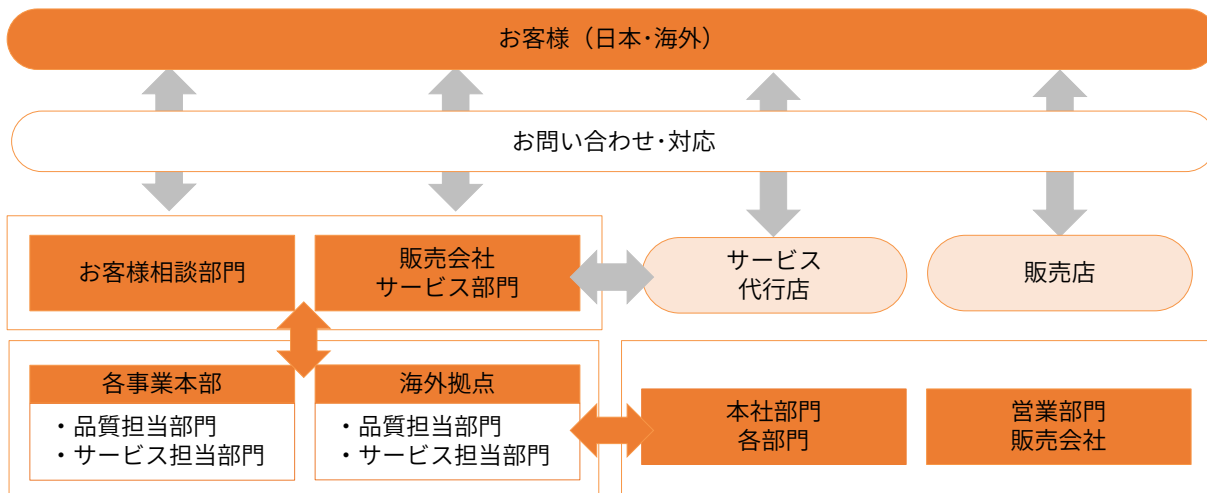 お客様（日本･海外）
お問い合わせ･対応
お客様相談部門
販売会社
サービス部門
サービス
代行店
販売店
各事業本部
・品質担当部門
・サービス担当部門
海外拠点
・品質担当部門
・サービス担当部門
本社部門
各部門
営業部門
販売会社